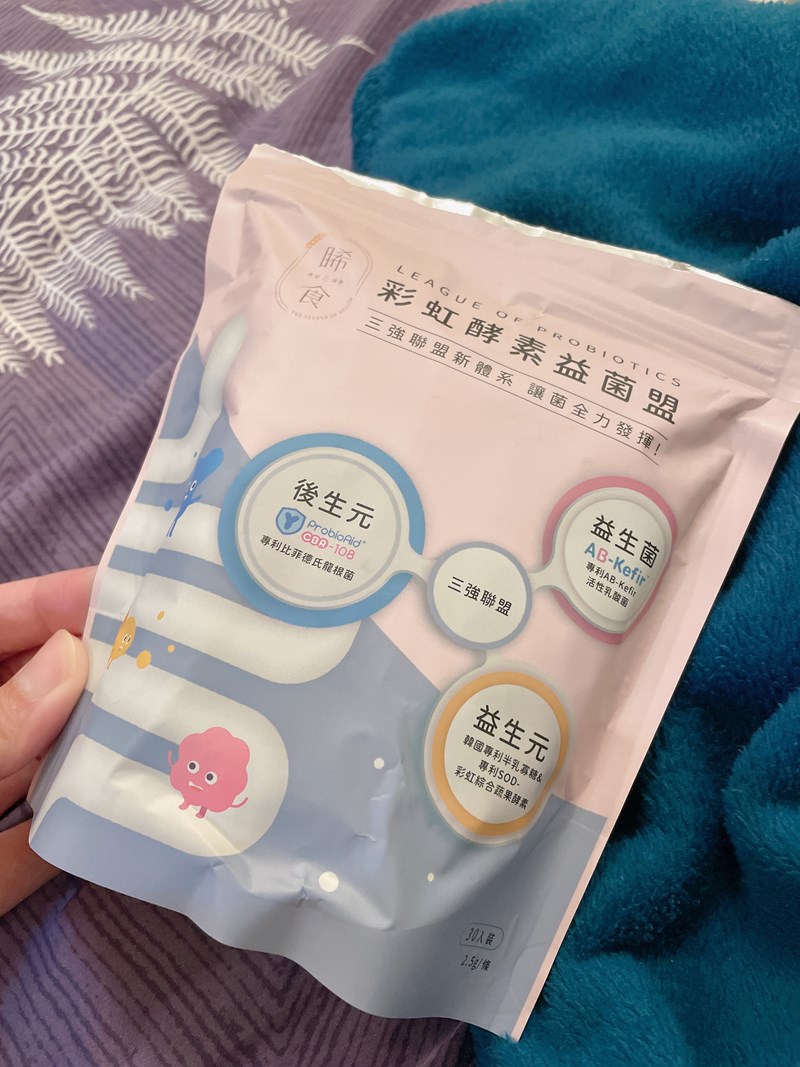 睎
食
LEAGUE OF PROBIOTICS
彩虹酵素益菌盟
三強聯盟新體系 讓菌全力發揮!
後生元
ProbioAid®
CBR-108
專利比菲德氏龍根菌
三強聯盟
益生菌
AB-Kefir™
專利AB-Kefir
活性乳酸菌
益生元
韓國專利半乳寡糖&
專利SOD-
彩虹綜合蔬果酵素
30入裝
2.5g/條